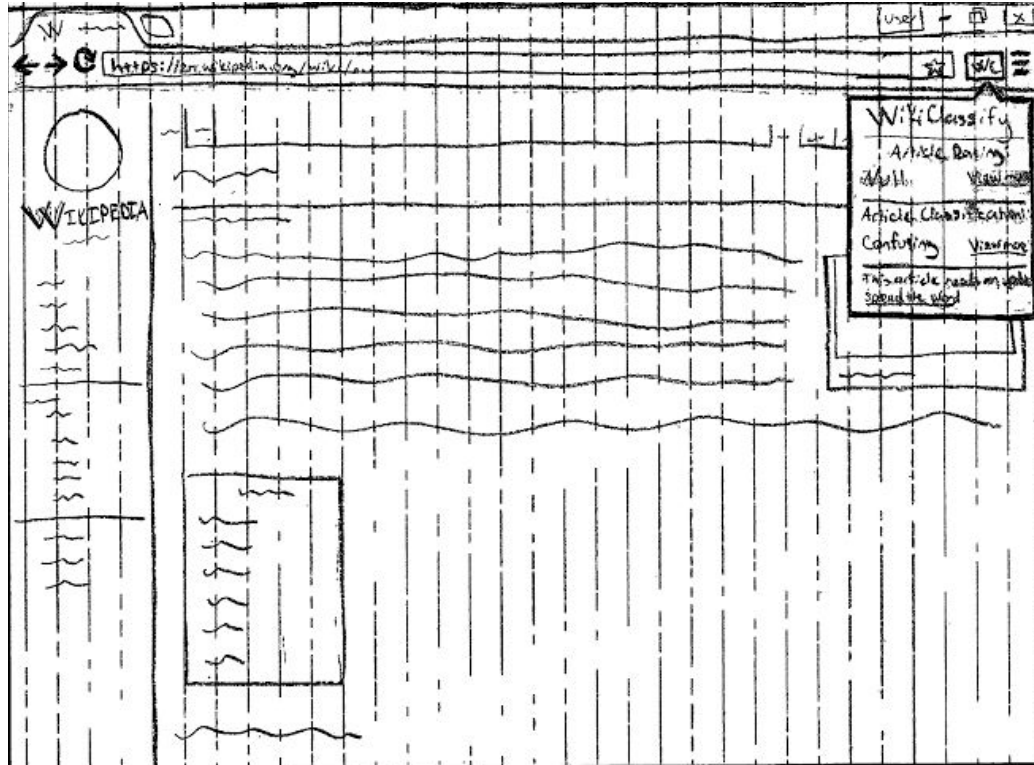 W
user
https://en.wikipedia.org/wiki/...
W/C
WikiClassify
Article Rating:
Null. View more
WIKIPEDIA
Article Classification:
Confusing View more
This article needs an update
Spread the word